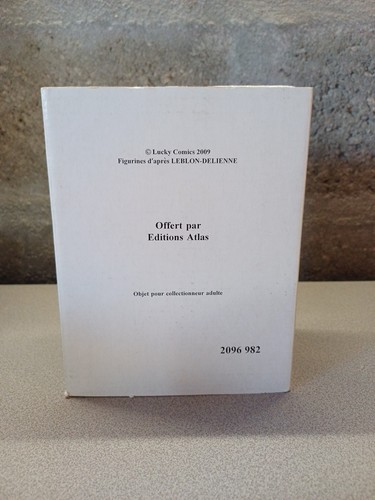 © Lucky Comics 2009
Figurines d'après LEBLON-DELIENNE
Offert par
Editions Atlas
Objet pour collectionneur adulte
2096 982